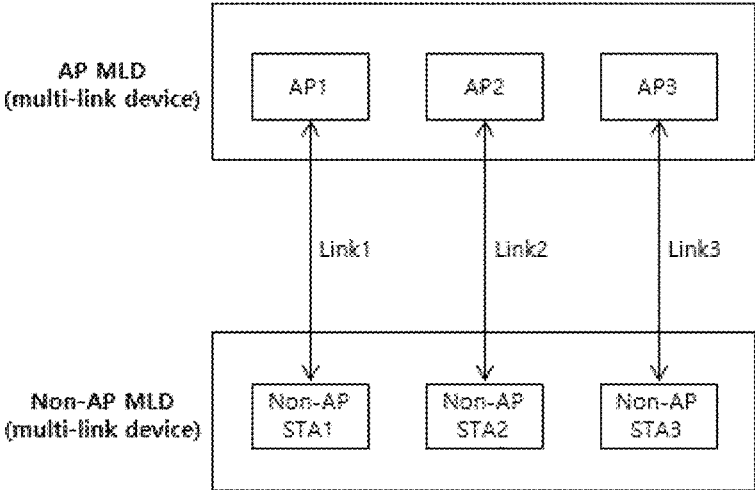 AP MLD
(multi-link device)
AP1
AP2
AP3
Link1
Link2
Link3
Non-AP MLD
(multi-link device)
Non-AP
STA1
Non-AP
STA2
Non-AP
STA3